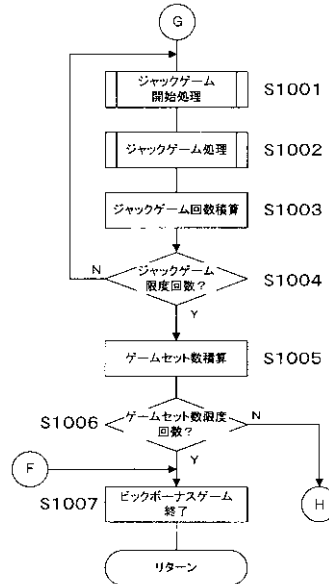 G
ジャックゲーム
開始処理
S1001
ジャックゲーム処理
S1002
ジャックゲーム回数積算
S1003
N
ジャックゲーム
限度回数?
S1004
Y
ゲームセット数積算
S1005
S1006
ゲームセット数限度
回数?
N
F
Y
S1007
ビックボーナスゲーム
終了
H
リターン